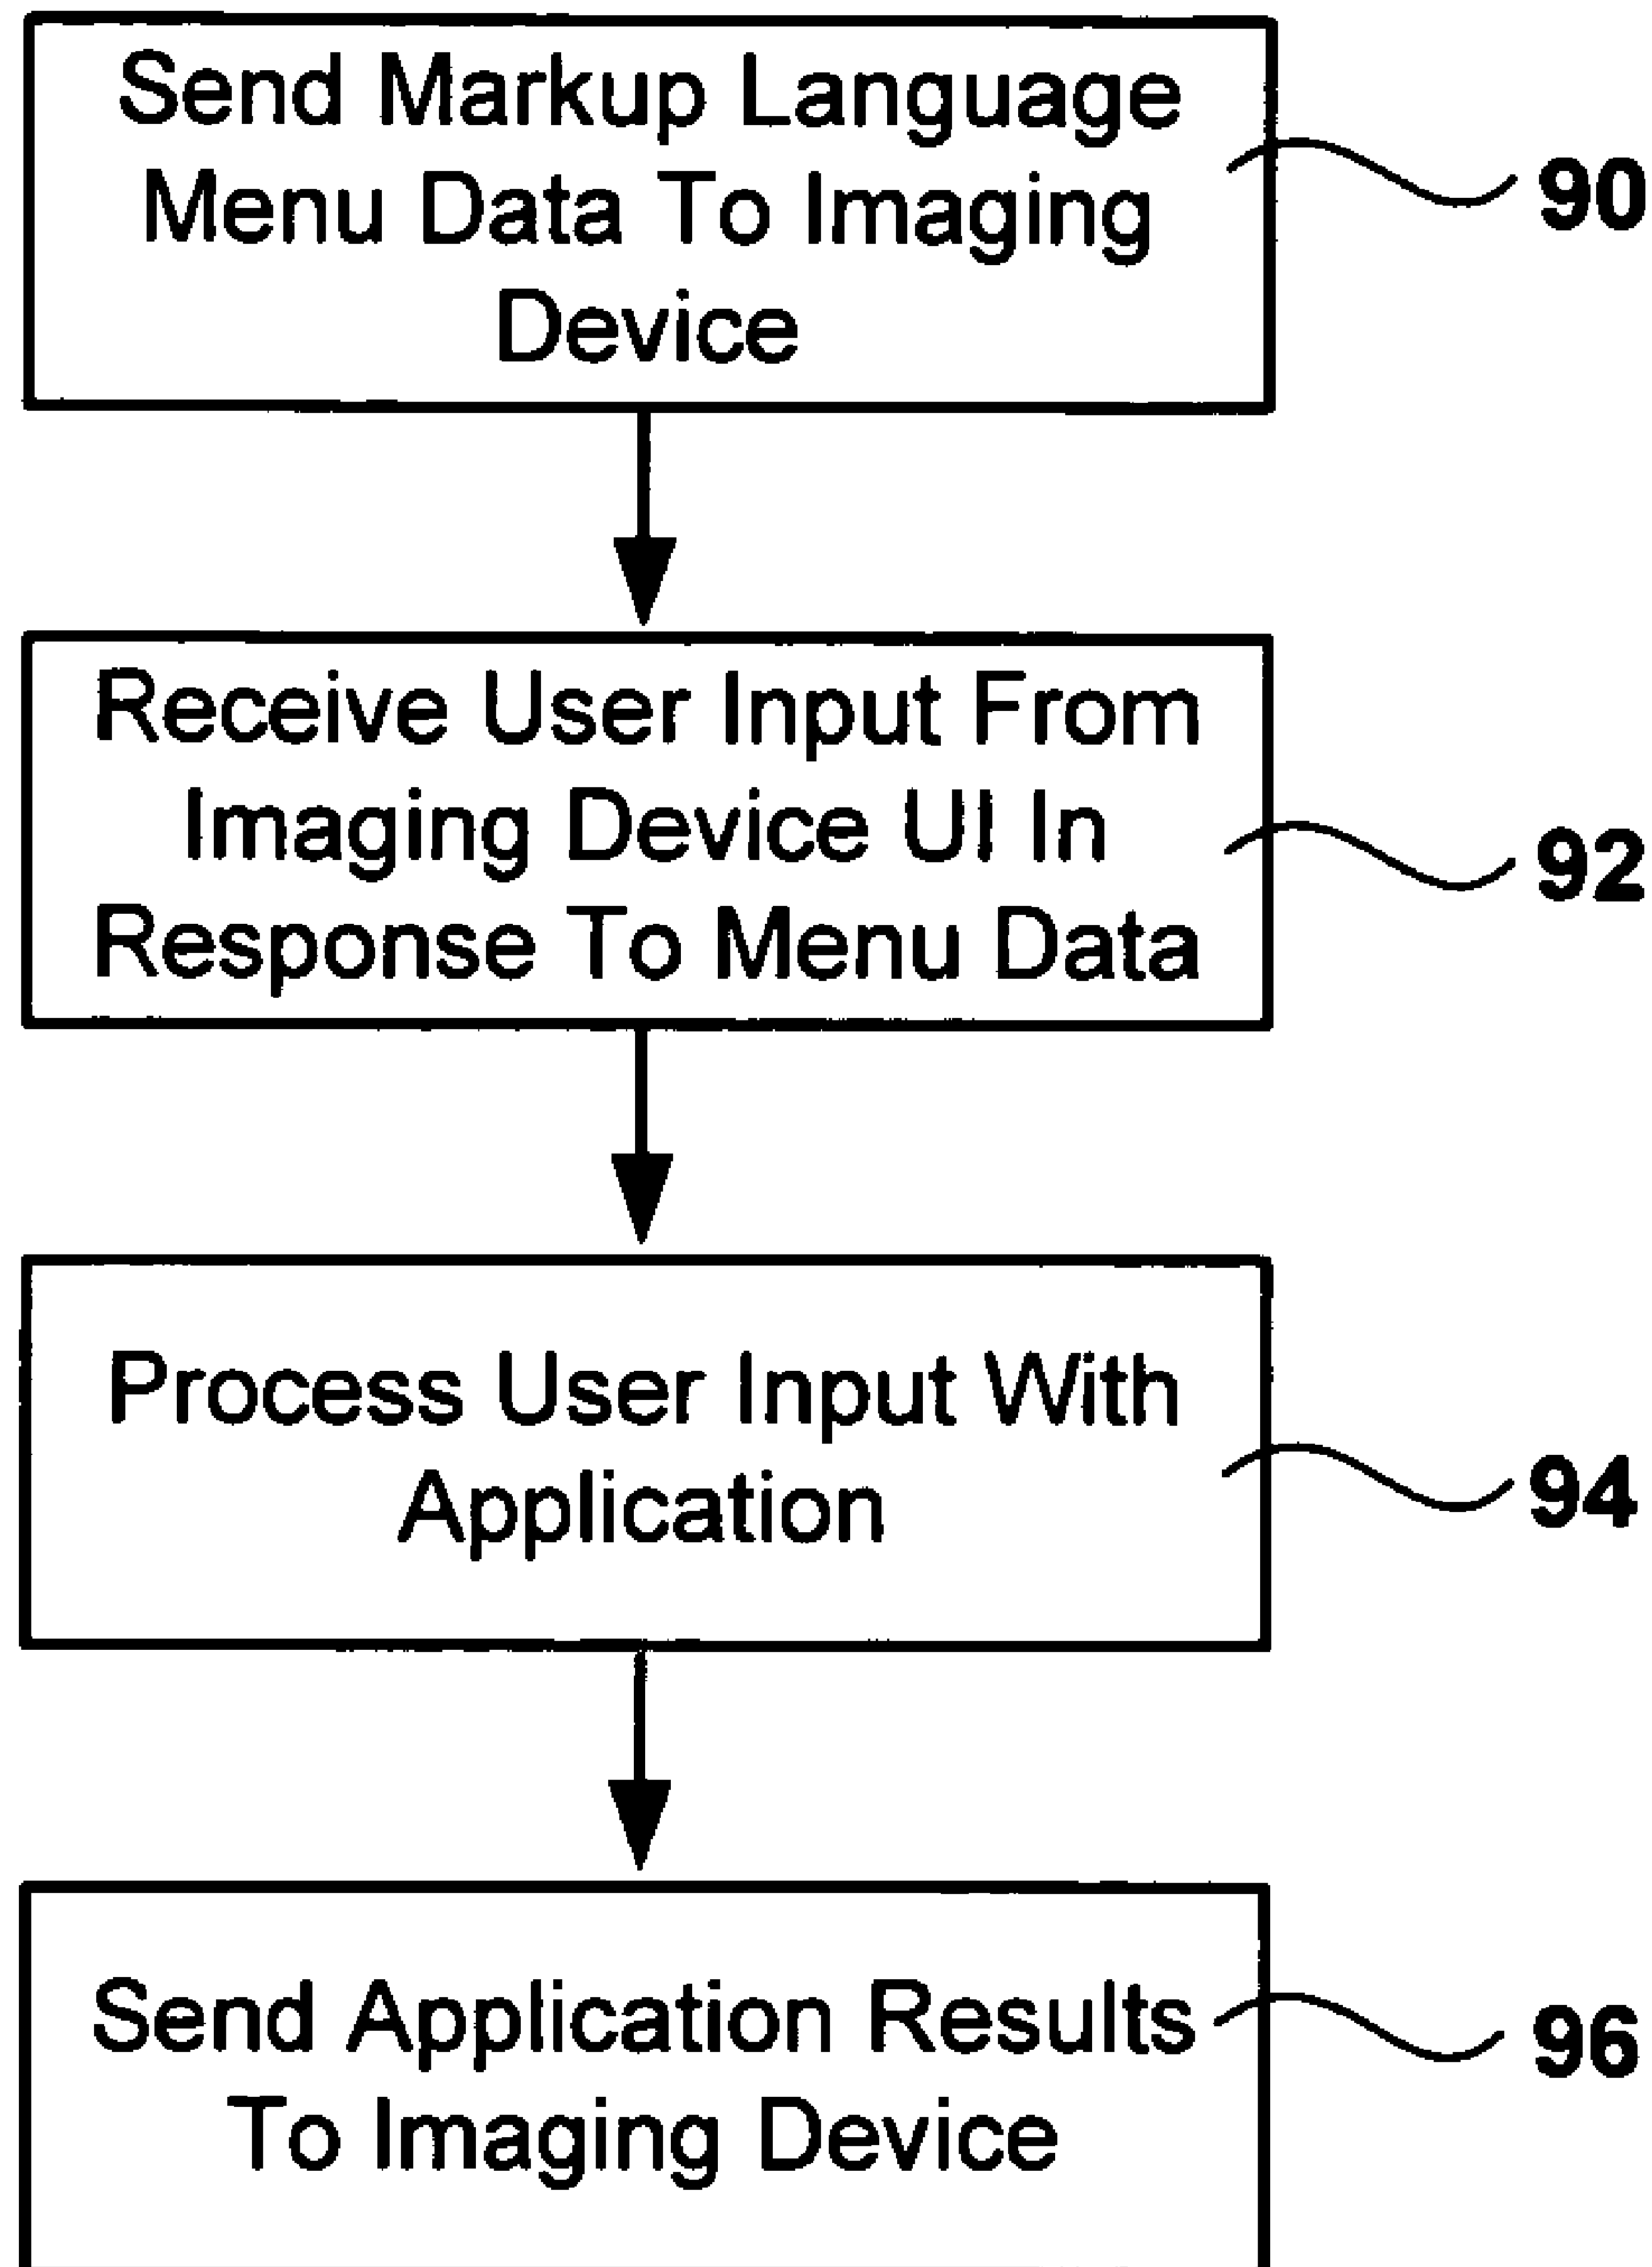 Send Markup Language
Menu Data To Imaging
Device
90
Receive User Input From
Imaging Device UI In
Response To Menu Data
92
Process User Input With
Application
94
Send Application Results
To Imaging Device
96